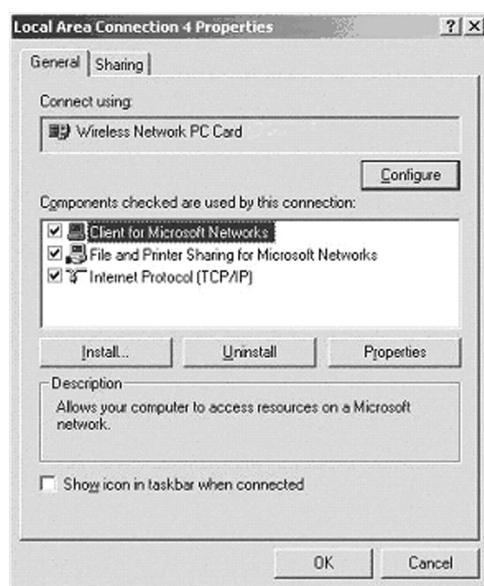 Local Area Connection 4 Properties
General Sharing
Connect using:
Wireless Network PC Card
Configure
Components checked are used by this connection:
Client for Microsoft Networks
File and Printer Sharing for Microsoft Networks
Internet Protocol (TCP/IP)
Install... Uninstall Properties
Description
Allows your computer to access resources on a Microsoft
network.
Show icon in taskbar when connected
OK Cancel